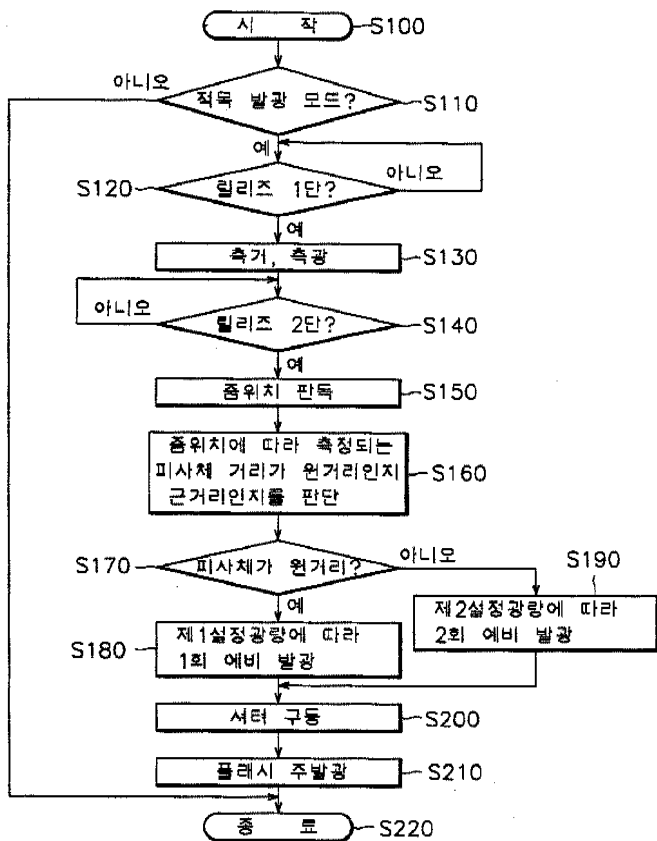 시 작
S100
아니오
적목 발광 모드?
S110
예
아니오
S120
릴리즈 1단?
예
측거, 측광
S130
아니오
릴리즈 2단?
S140
예
줌위치 판독
S150
줌위치에 따라 측정되는
피사체 거리가 원거리인지
근거리인지를 판단
S160
S170
피사체가 원거리?
아니오
S190
예
제2설정광량에 따라
2회 예비 발광
S180
제1설정광량에 따라
1회 예비 발광
셔터 구동
S200
플래시 주발광
S210
종 료
S220